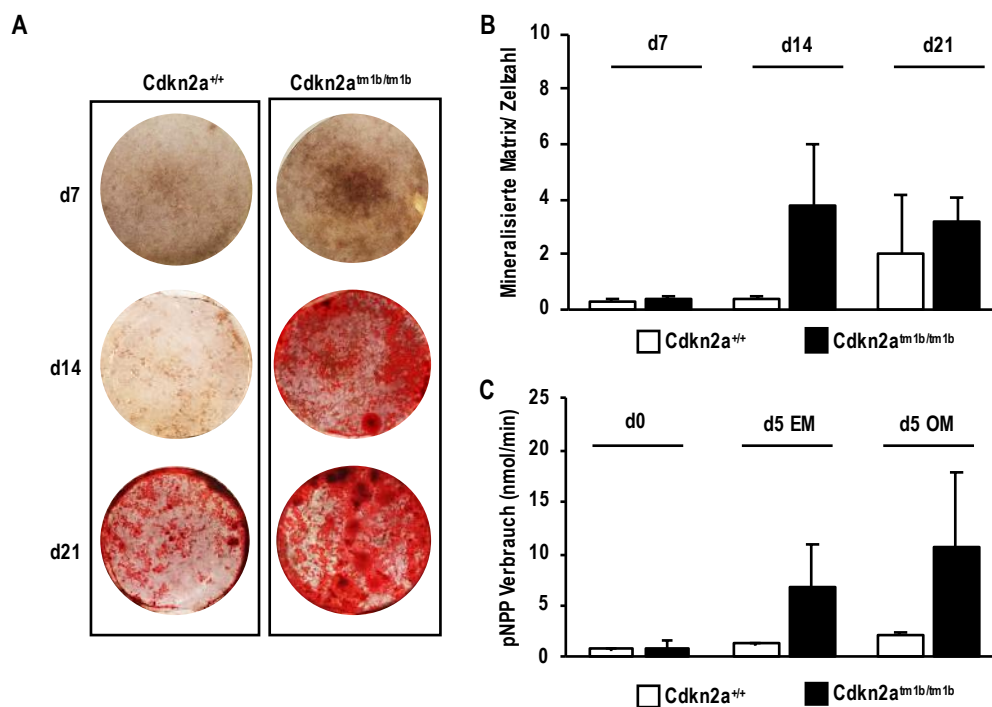 A
Cdkn2a+/+ Cdkn2atm1b/tm1b
d7
d14
d21
B
d7 d14 d21
Mineralisierte Matrix/ Zellzahl
10
8
6
4
2
0
Cdkn2a+/+ Cdkn2atm1b/tm1b
C
d0 d5 EM d5 OM
pNPP Verbrauch (nmol/min)
25
20
15
10
5
0
Cdkn2a+/+ Cdkn2atm1b/tm1b